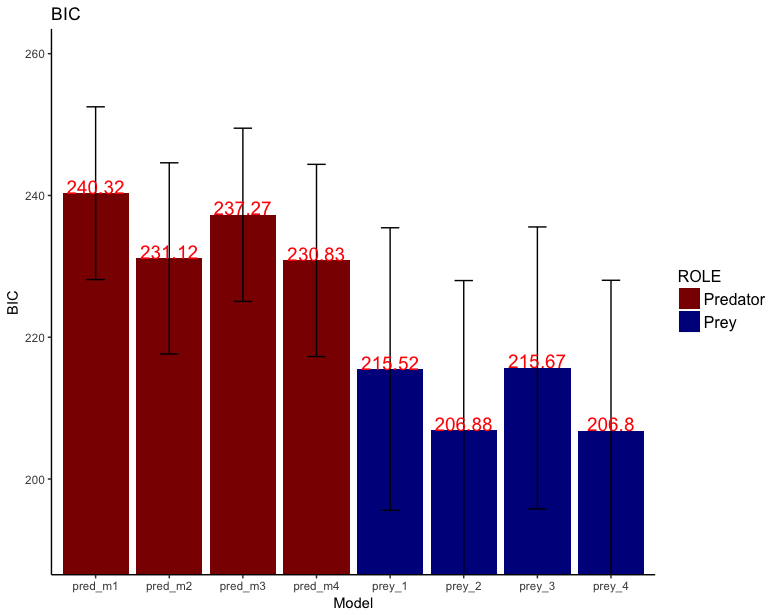 BIC
260
240
220
200
BIC
240.32
231.12
237.27
230.83
215.52
206.88
215.67
206.8
pred_m1 pred_m2 pred_m3 pred_m4 prey_1 prey_2 prey_3 prey_4
Model
ROLE
Predator
Prey